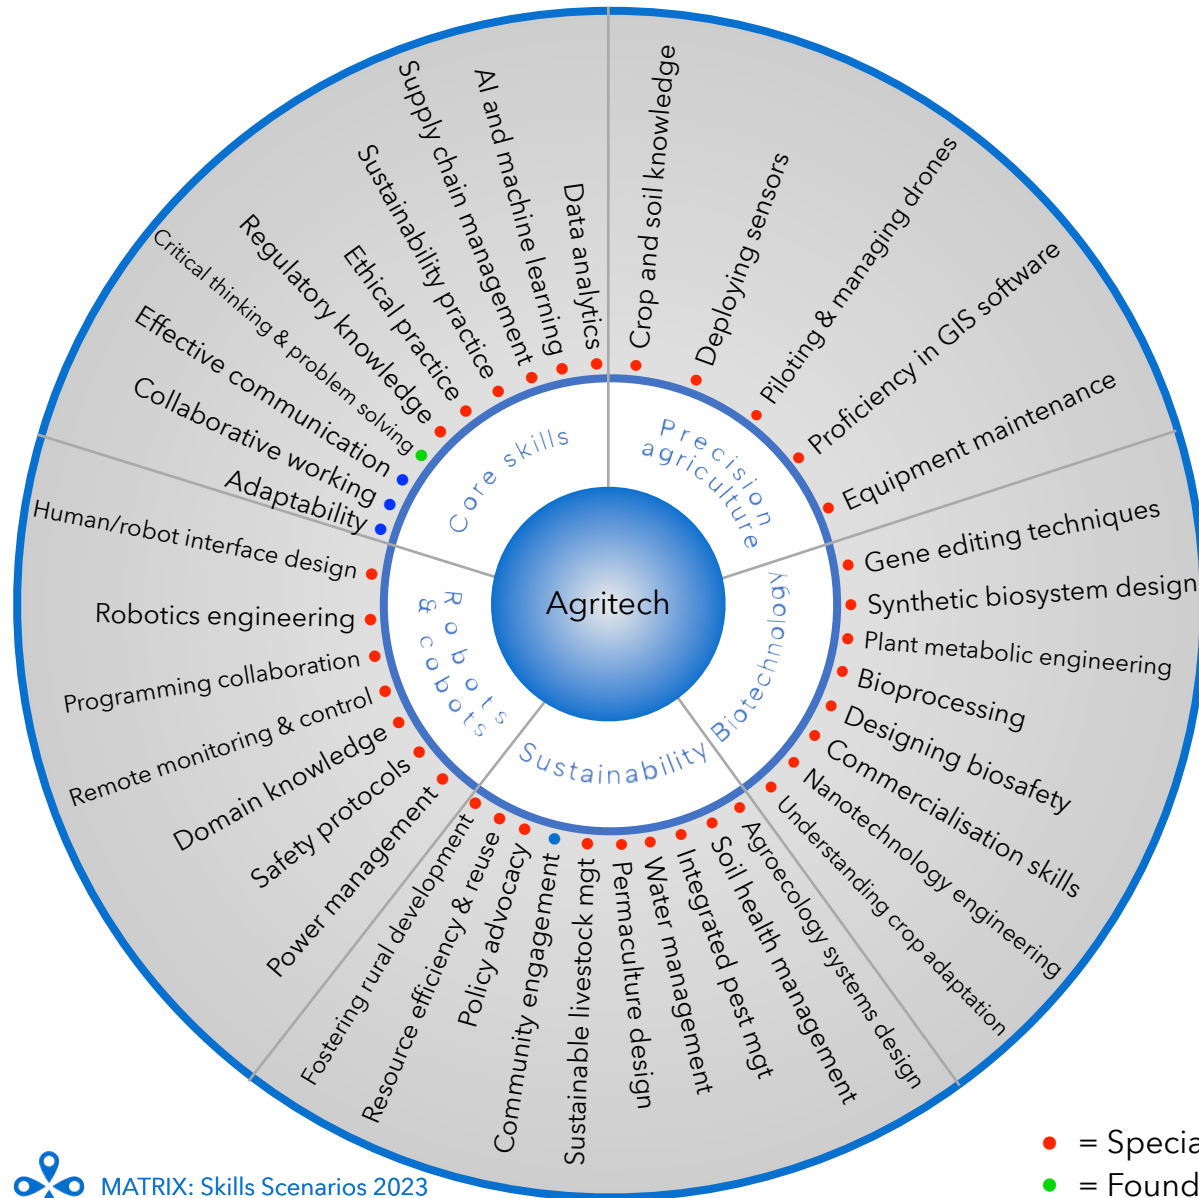 Agritech
Core skills
Data analytics
AI and machine learning
Supply chain management
Sustainability practice
Ethical practice
Regulatory knowledge
Critical thinking & problem solving
Effective communication
Collaborative working
Adaptability
Precision
agriculture
Crop and soil knowledge
Deploying sensors
Piloting & managing drones
Proficiency in GIS software
Equipment maintenance
Biotechnology
Gene editing techniques
Synthetic biosystem design
Plant metabolic engineering
Bioprocessing
Designing biosafety
Commercialisation skills
Nanotechnology engineering
Understanding crop adaptation
Sustainability
Agroecology systems design
Soil health management
Integrated pest mgt
Water management
Permaculture design
Sustainable livestock mgt
Community engagement
Policy advocacy
Resource efficiency & reuse
Fostering rural development
Robots
& cobots
Power management
Safety protocols
Domain knowledge
Remote monitoring & control
Programming collaboration
Robotics engineering
Human/robot interface design
= Specia
= Found
MATRIX: Skills Scenarios 2023